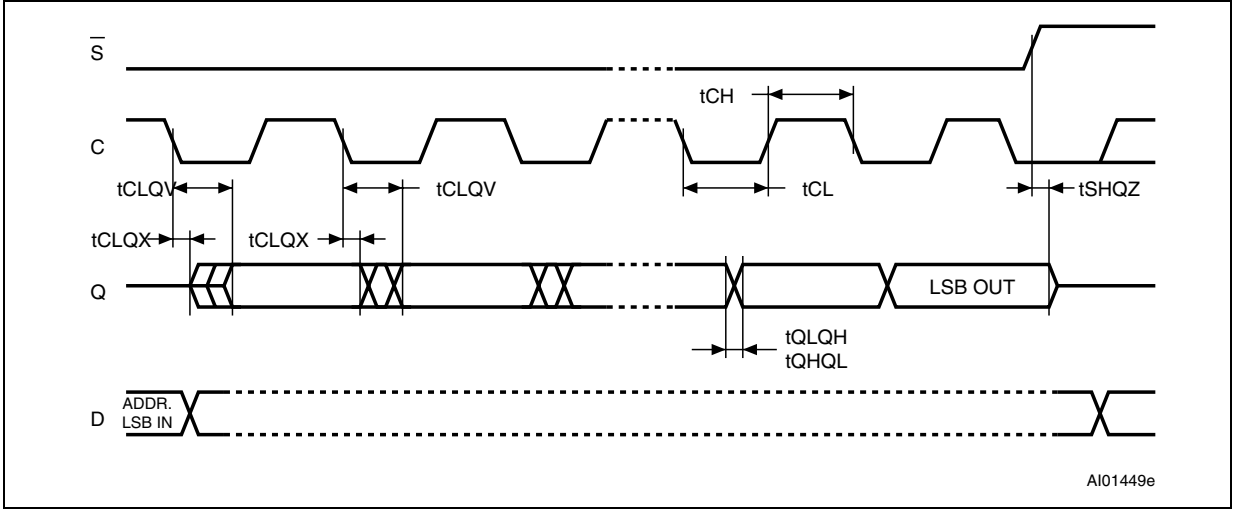 S
tCH
C
tCLQV
tCLQV
tCL
tSHQZ
tCLQX
tCLQX
Q
LSB OUT
tQLQH
tQHQL
D
ADDR.
LSB IN
AI01449e